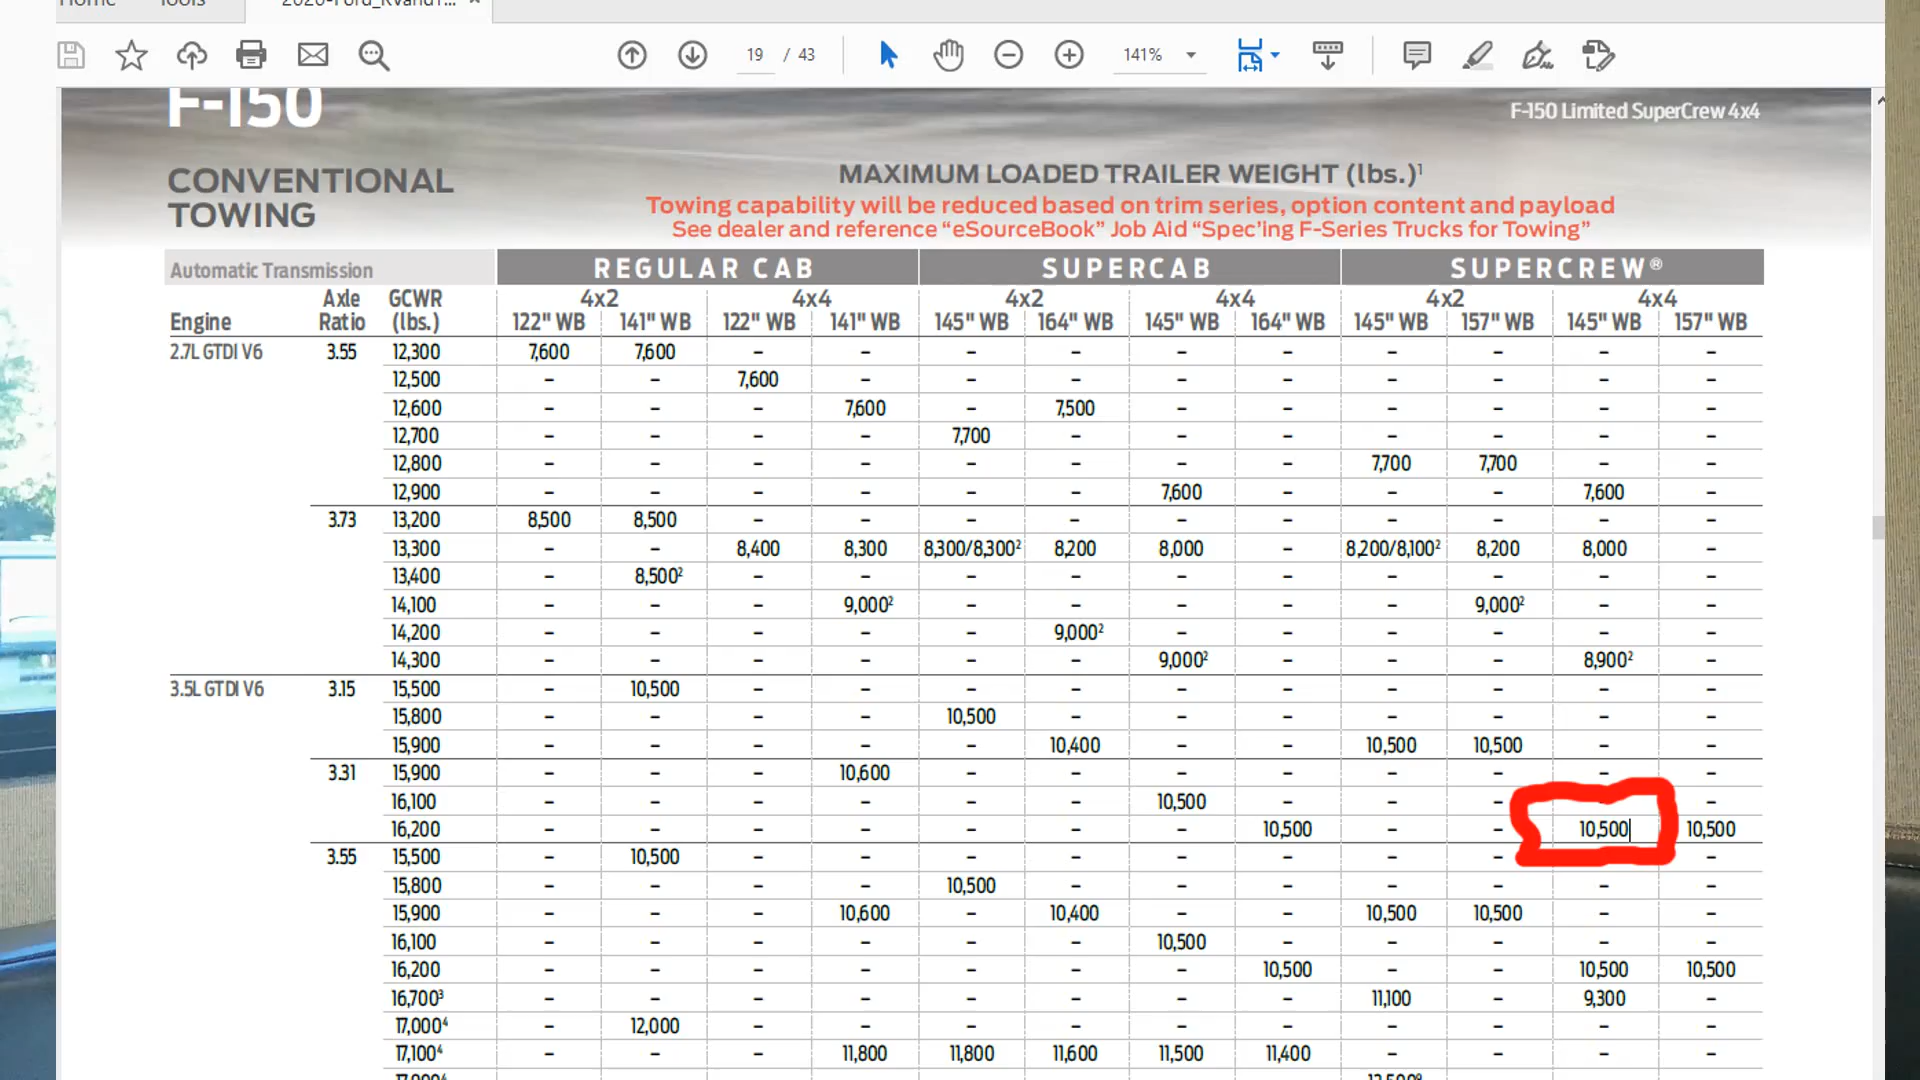 19 / 43
141%
F-150
F-150 Limited SuperCrew 4x4
CONVENTIONAL
TOWING
MAXIMUM LOADED TRAILER WEIGHT (lbs.)¹
Towing capability will be reduced based on trim series, option content and payload
See dealer and reference “eSourceBook” Job Aid “Spec’ing F-Series Trucks for Towing”
Automatic Transmission REGULAR CAB SUPERCAB SUPERCREW®
4x2 4x4 4x2 4x4 4x2 4x4
Engine Axle Ratio GCWR (lbs.) 122" WB 141" WB 122" WB 141" WB 145" WB 164" WB 145" WB 164" WB 145" WB 157" WB 145" WB 157" WB
2.7L GTDI V6 3.55 12,300 7,600 7,600 – – – – – – – – – –
12,500 – – 7,600 – – – – – – – – –
12,600 – – – 7,600 – 7,500 – – – – – –
12,700 – – – – 7,700 – – – – – – –
12,800 – – – – – – – – 7,700 7,700 – –
12,900 – – – – – – 7,600 – – – 7,600 –
3.73 13,200 8,500 8,500 – – – – – – – – – –
13,300 – – 8,400 8,300 8,300/8,300² 8,200 8,000 – 8,200/8,100² 8,200 8,000 –
13,400 – 8,500² – – – – – – – – – –
14,100 – – – 9,000² – – – – – 9,000² – –
14,200 – – – – – 9,000² – – – – – –
14,300 – – – – – – 9,000² – – – 8,900² –
3.5L GTDI V6 3.15 15,500 – 10,500 – – – – – – – – – –
15,800 – – – – 10,500 – – – – – – –
15,900 – – – – – 10,400 – – 10,500 10,500 – –
3.31 15,900 – – – 10,600 – – – – – – – –
16,100 – – – – – – 10,500 – – – – –
16,200 – – – – – – – 10,500 – – 10,500 10,500
3.55 15,500 – 10,500 – – – – – – – – – –
15,800 – – – – 10,500 – – – – – – –
15,900 – – – 10,600 – 10,400 – – 10,500 10,500 – –
16,100 – – – – – – 10,500 – – – – –
16,200 – – – – – – – 10,500 – – 10,500 10,500
16,700³ – – – – – – – – 11,100 – 9,300 –
17,000⁴ – 12,000 – – – – – – – – – –
17,100⁴ – – – 11,800 11,800 11,600 11,500 11,400 – – – –